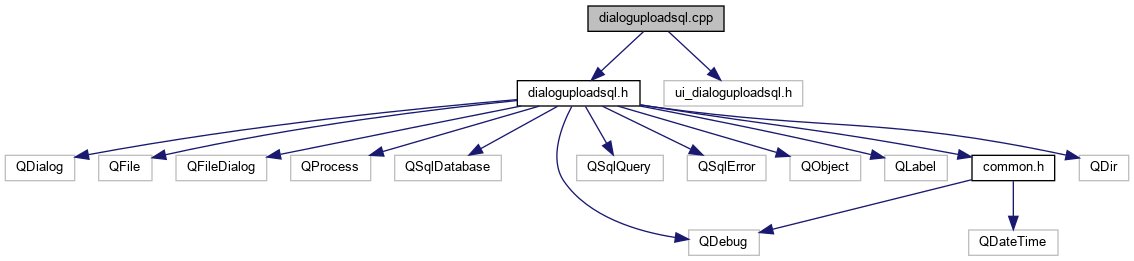 dialoguploadsql.cpp
dialoguploadsql.h
ui_dialoguploadsql.h
QDialog
QFile
QFileDialog
QProcess
QSqlDatabase
QSqlQuery
QSqlError
QObject
QLabel
common.h
QDir
QDebug
QDateTime